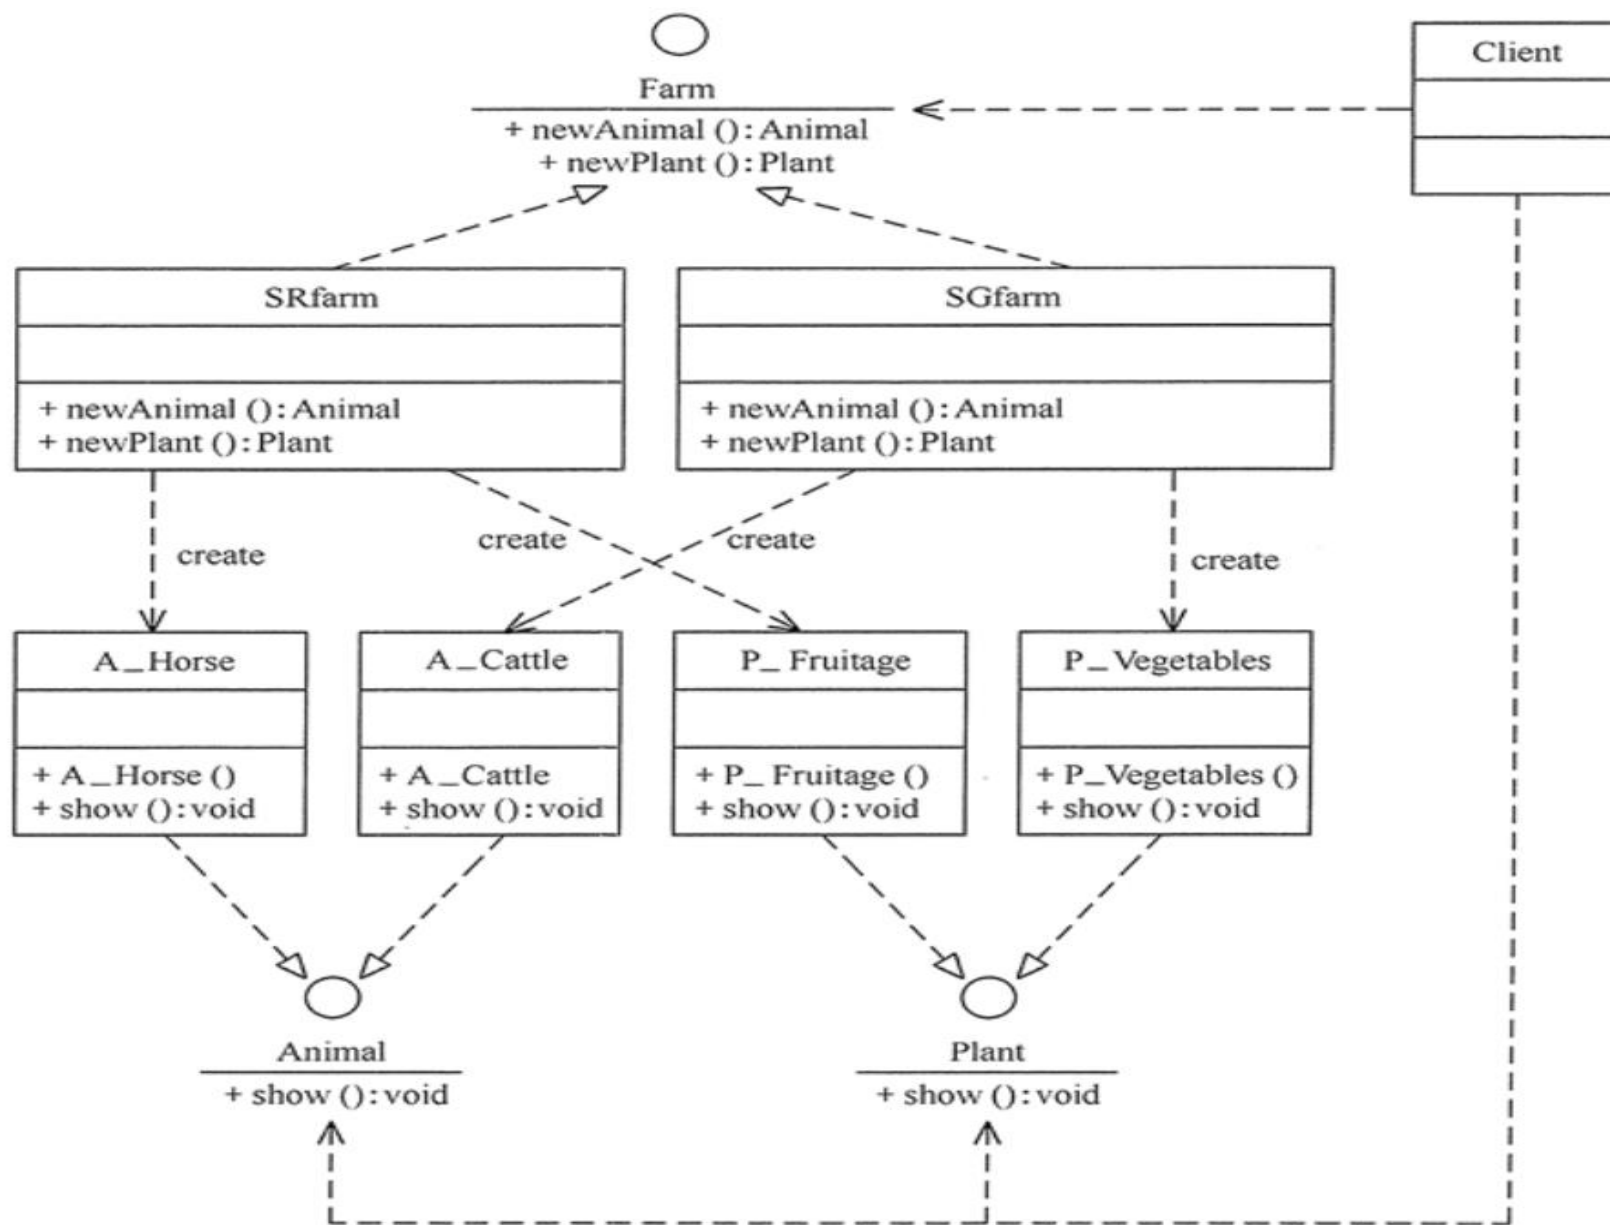 Farm
+ newAnimal (): Animal
+ newPlant (): Plant
Client
SRfarm
+ newAnimal (): Animal
+ newPlant (): Plant
SGfarm
+ newAnimal (): Animal
+ newPlant (): Plant
create
create
create
create
A_Horse
+ A_Horse ()
+ show (): void
A_Cattle
+ A_Cattle
+ show (): void
P_ Fruitage
+ P_ Fruitage ()
+ show (): void
P_Vegetables
+ P_Vegetables ()
+ show (): void
Animal
+ show (): void
Plant
+ show (): void